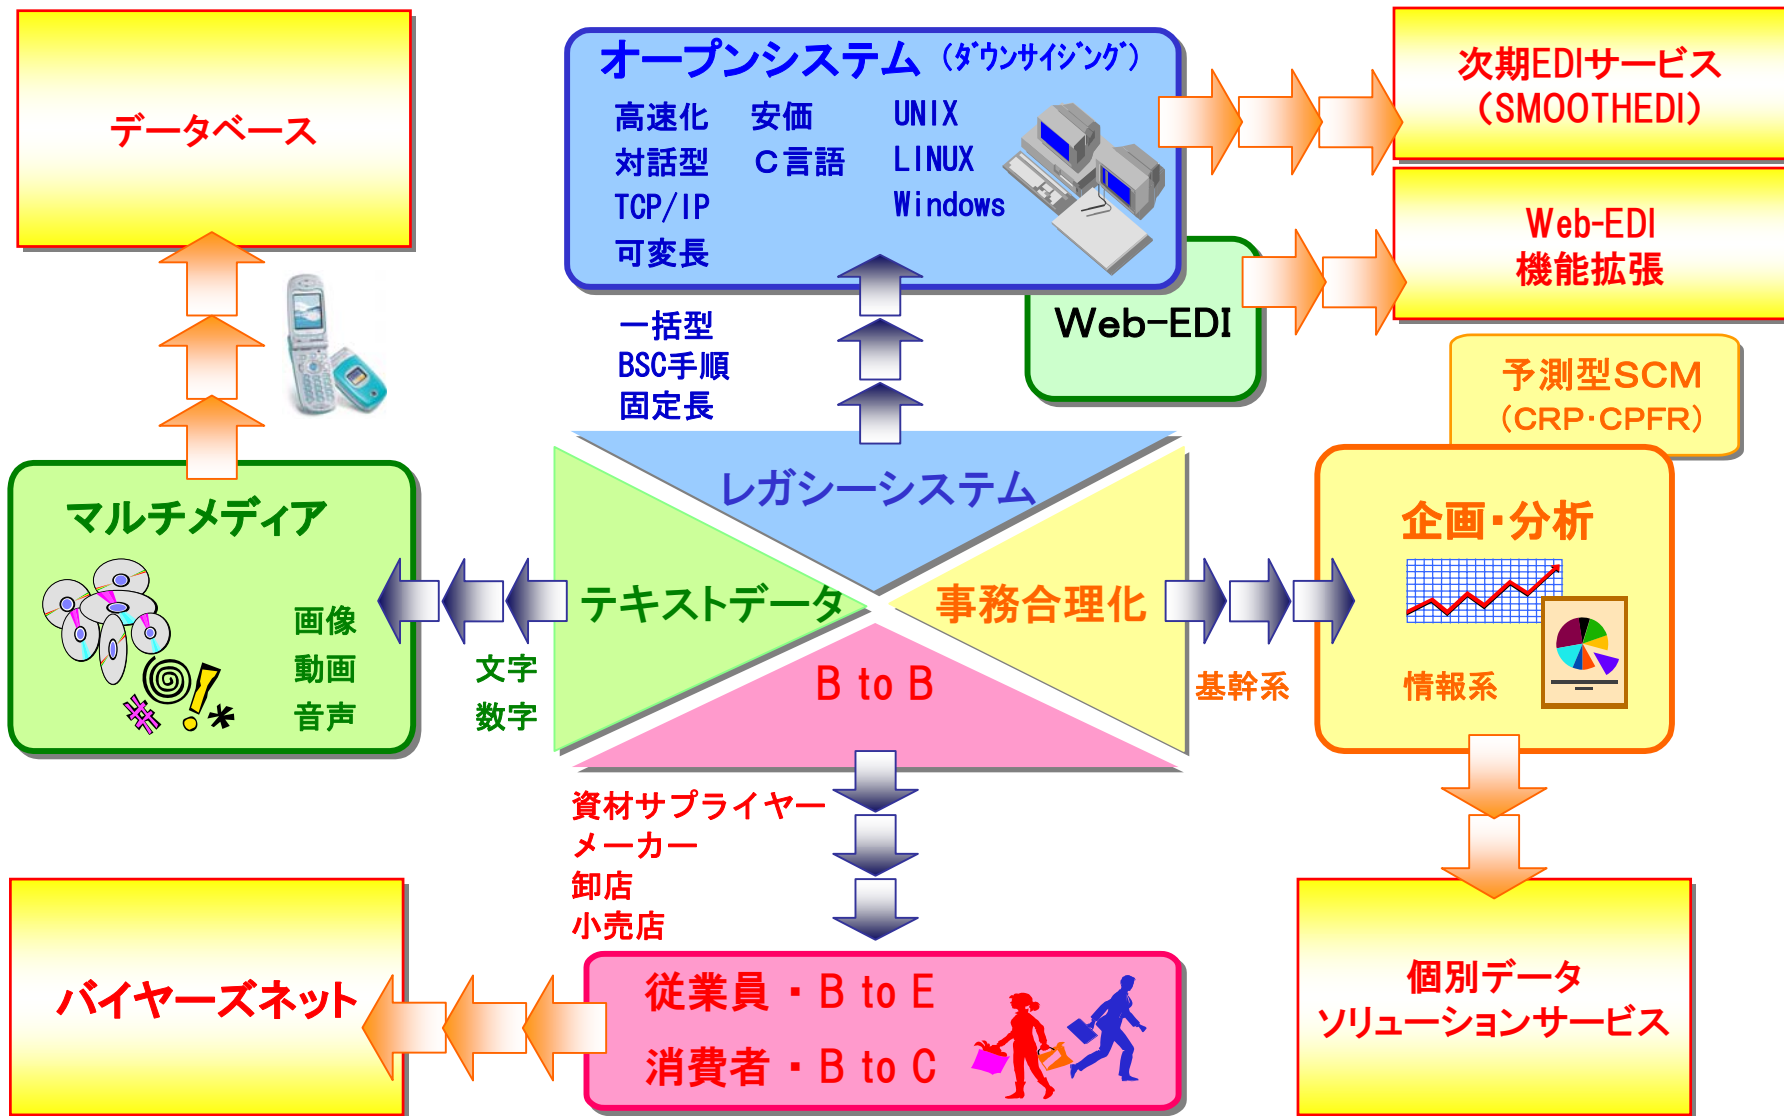 データベース
オープンシステム（ﾀﾞｳﾝｻｲｼﾞﾝｸﾞ）
高速化　安価　UNIX
対話型　Ｃ言語　LINUX
TCP/IP　Windows
可変長
次期EDIサービス
（SMOOTHEDI）
Web-EDI
機能拡張
Web-EDI
一括型
BSC手順
固定長
予測型SCM
（CRP･CPFR）
マルチメディア
画像
動画
音声
レガシーシステム
テキストデータ
事務合理化
B to B
文字
数字
基幹系
企画・分析
情報系
資材サプライヤー
メーカー
卸店
小売店
バイヤーズネット
従業員・B to E
消費者・B to C
個別データ
ソリューションサービス